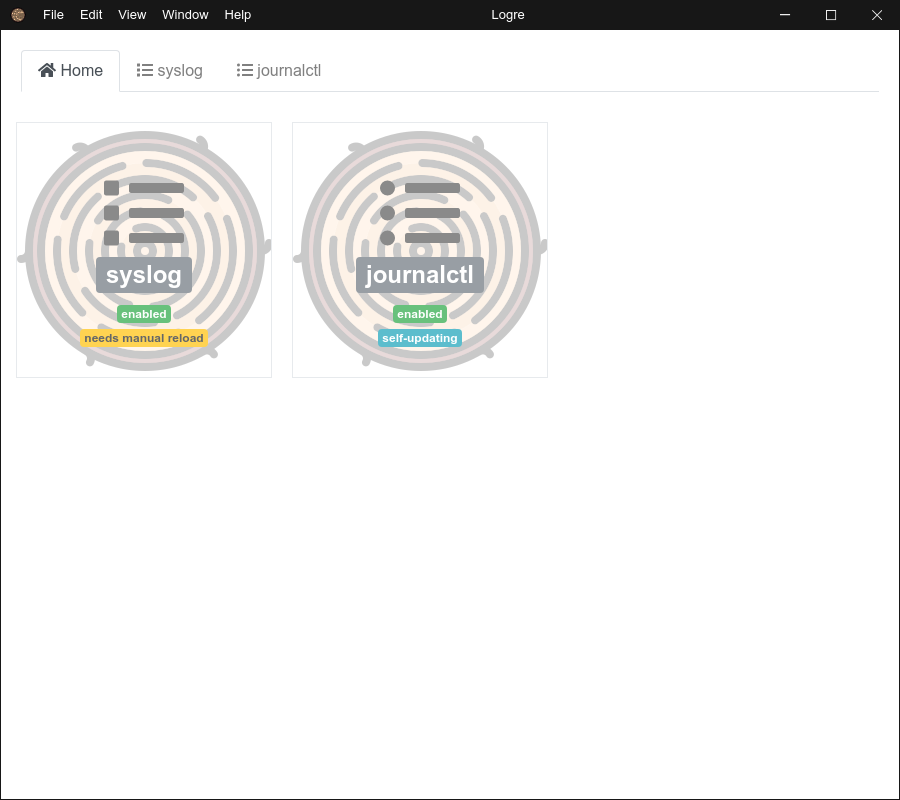 File Edit View Window Help Logre
Home syslog journalctl
syslog journalctl
enabled enabled
needs manual reload self-updating